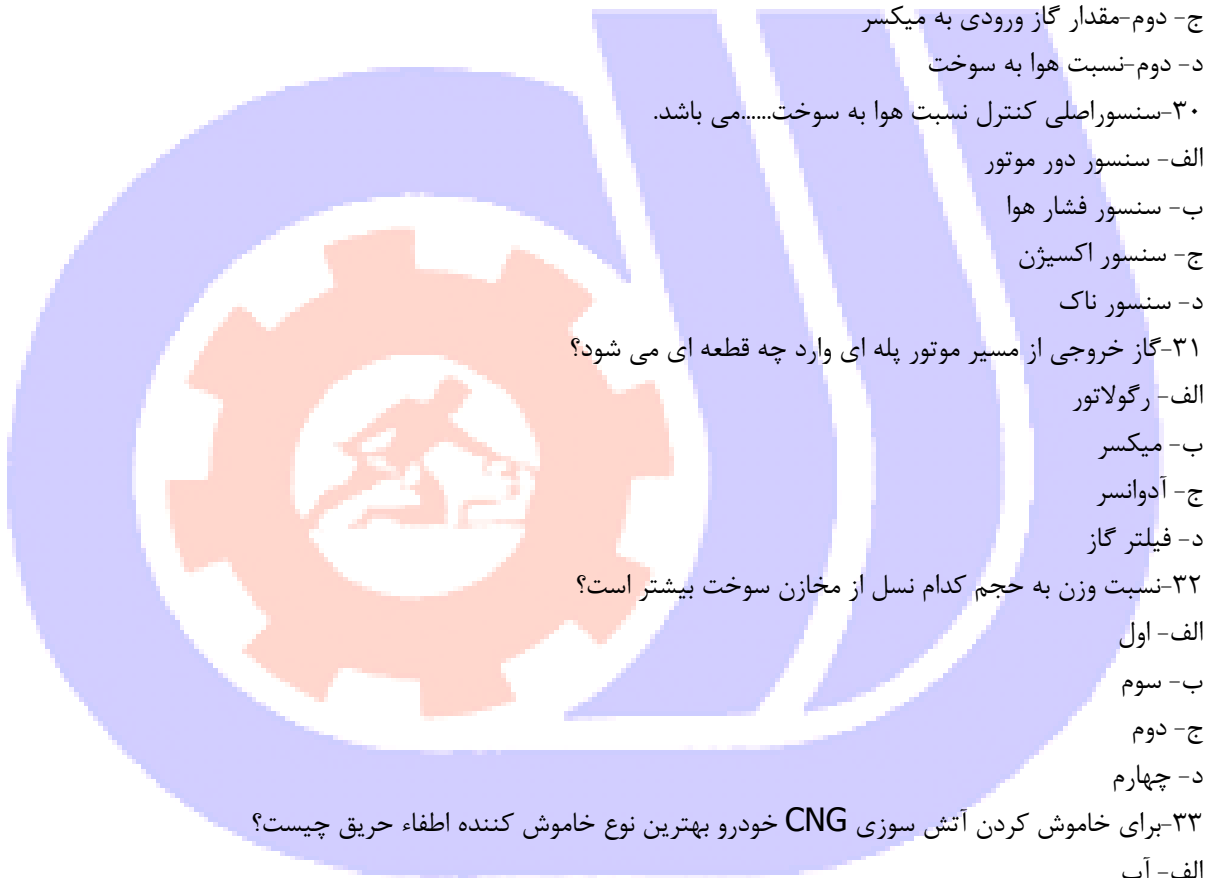 ج- دوم-مقدار گاز ورودی به میکسر
د- دوم-نسبت هوا به سوخت
۳۰-سنسوراصلی کنترل نسبت هوا به سوخت......می باشد.
الف- سنسور دور موتور
ب- سنسور فشار هوا
ج- سنسور اکسیژن
د- سنسور ناک
۳۱-گاز خروجی از مسیر موتور پله ای وارد چه قطعه ای می شود؟
الف- رگولاتور
ب- میکسر
ج- آدوانسر
د- فیلتر گاز
۳۲-نسبت وزن به حجم کدام نسل از مخازن سوخت بیشتر است؟
الف- اول
ب- سوم
ج- دوم
د- چهارم
۳۳-برای خاموش کردن آتش سوزی CNG خودرو بهترین نوع خاموش کننده اطفاء حریق چیست؟
الف- آب